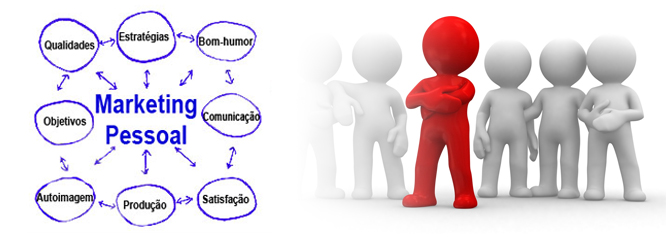 Estratégias
Qualidades
Bom-humor
Marketing
Pessoal
Objetivos
Comunicação
Autoimagem
Produção
Satisfação